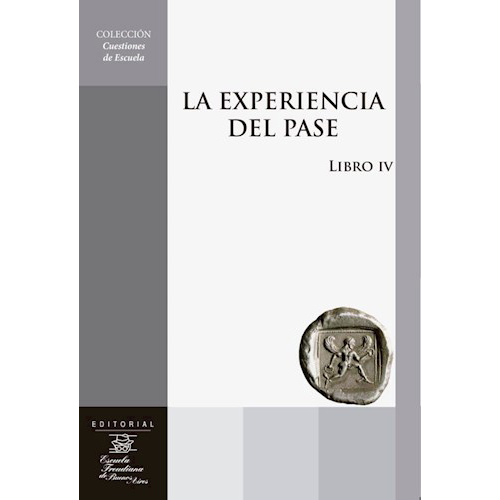 COLECCIÓN
Cuestiones
de Escuela
LA EXPERIENCIA
DEL PASE
LIBRO IV
EDITORIAL
Escuela
Freudiana
de Buenos
Aires